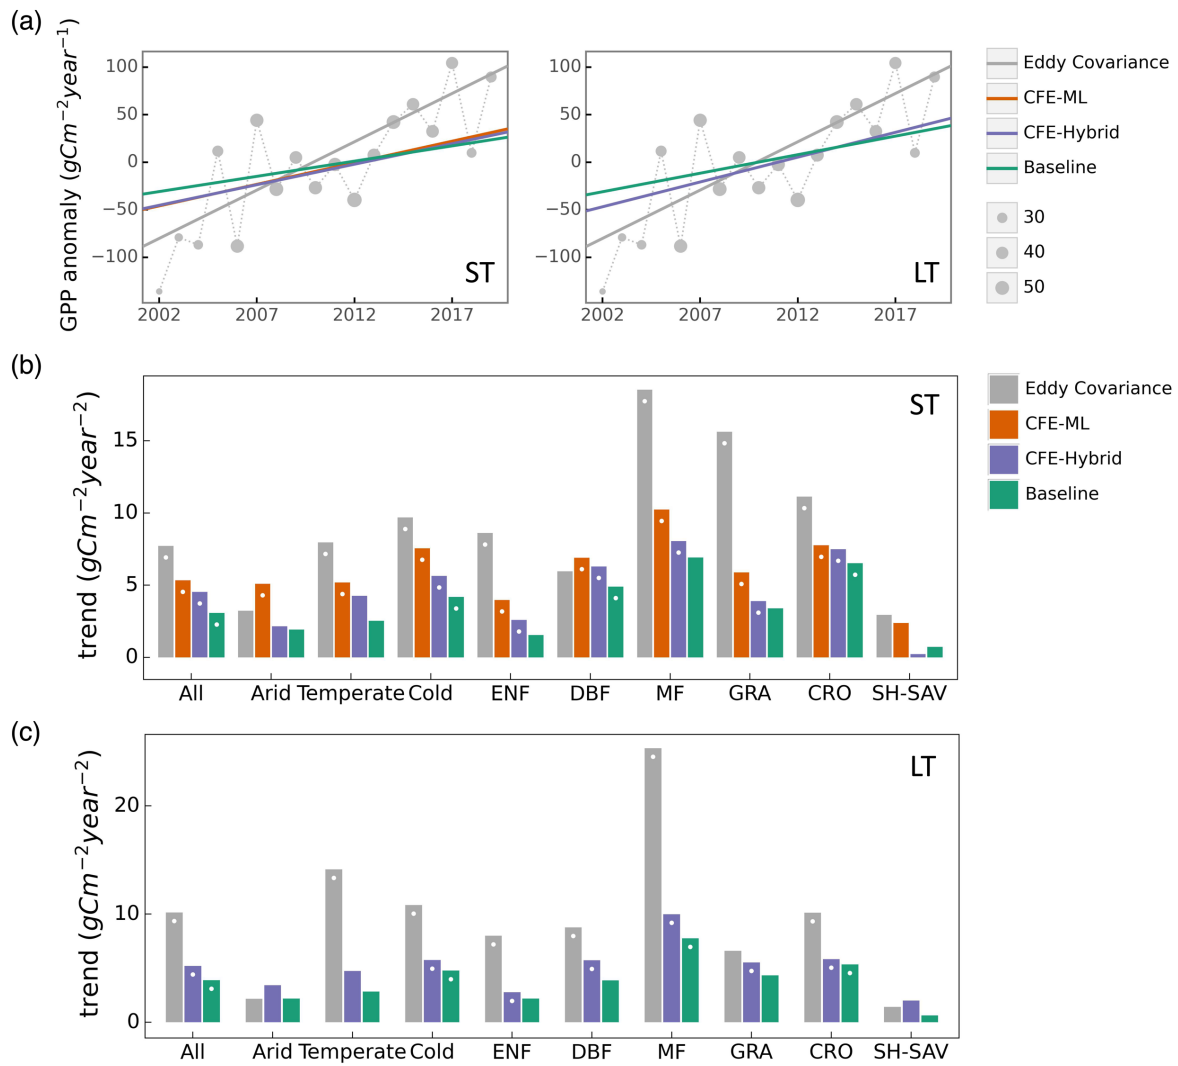 (a)
GPP anomaly (gCm⁻²year⁻¹)
100
50
0
−50
−100
2002 2007 2012 2017
ST
100
50
0
−50
−100
2002 2007 2012 2017
LT
Eddy Covariance
CFE-ML
CFE-Hybrid
Baseline
30
40
50
(b)
trend (gCm⁻²year⁻²)
15
10
5
0
ST
All Arid Temperate Cold ENF DBF MF GRA CRO SH-SAV
Eddy Covariance
CFE-ML
CFE-Hybrid
Baseline
(c)
trend (gCm⁻²year⁻²)
20
10
0
LT
All Arid Temperate Cold ENF DBF MF GRA CRO SH-SAV